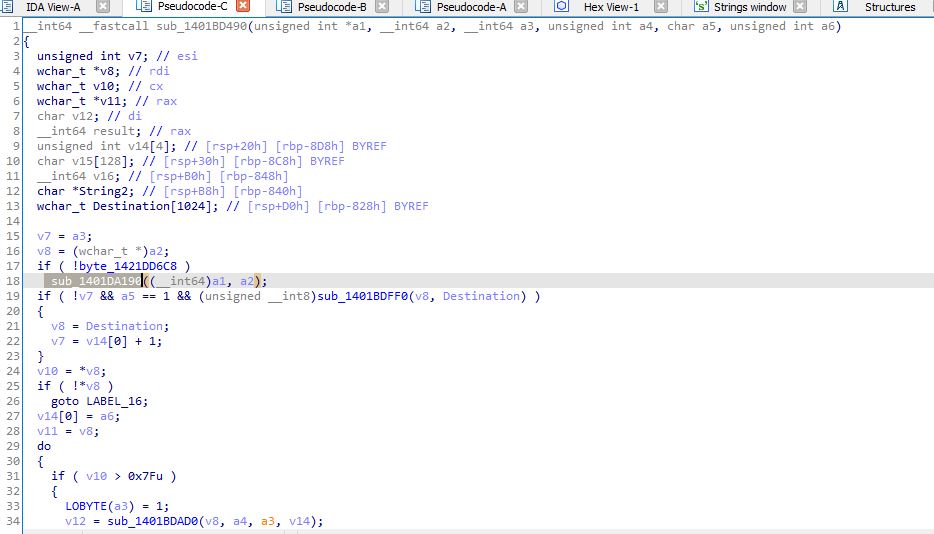 IDA View-A Pseudocode-C Pseudocode-B Pseudocode-A Hex View-1 Strings window Structures
1 __int64 __fastcall sub_1401BD490(unsigned int *a1, __int64 a2, __int64 a3, unsigned int a4, char a5, unsigned int a6)
2 {
3 unsigned int v7; // esi
4 wchar_t *v8; // rdi
5 wchar_t v10; // cx
6 wchar_t *v11; // rax
7 char v12; // di
8 __int64 result; // rax
9 unsigned int v14[4]; // [rsp+20h] [rbp-8D8h] BYREF
10 char v15[128]; // [rsp+30h] [rbp-8C8h] BYREF
11 __int64 v16; // [rsp+B0h] [rbp-848h]
12 char *String2; // [rsp+B8h] [rbp-840h]
13 wchar_t Destination[1024]; // [rsp+D0h] [rbp-828h] BYREF
14
15 v7 = a3;
16 v8 = (wchar_t *)a2;
17 if ( !byte_1421DD6C8 )
18 sub_1401DA190((__int64)a1, a2);
19 if ( !v7 && a5 == 1 && (unsigned __int8)sub_1401BDFF0(v8, Destination) )
20 {
21 v8 = Destination;
22 v7 = v14[0] + 1;
23 }
24 v10 = *v8;
25 if ( !*v8 )
26 goto LABEL_16;
27 v14[0] = a6;
28 v11 = v8;
29 do
30 {
31 if ( v10 > 0x7Fu )
32 {
33 LOBYTE(a3) = 1;
34 v12 = sub_1401BDAD0(v8, a4, a3, v14);